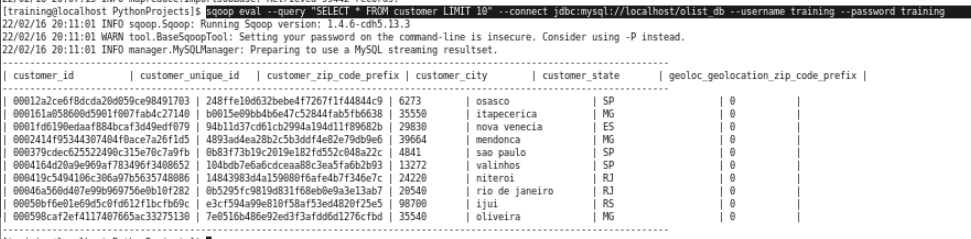 [training@localhost PythonProjects]$ sqoop eval --query "SELECT * FROM customer LIMIT 10" --connect jdbc:mysql://localhost/olist_db --username training --password training
22/02/16 20:11:01 INFO sqoop.Sqoop: Running Sqoop version: 1.4.6-cdh5.13.3
22/02/16 20:11:01 WARN tool.BaseSqoopTool: Setting your password on the command-line is insecure. Consider using -P instead.
22/02/16 20:11:01 INFO manager.MySQLManager: Preparing to use a MySQL streaming resultset.
| customer_id | customer_unique_id | customer_zip_code_prefix | customer_city | customer_state | geoloc_geolocation_zip_code_prefix |
| 00012a2ce6f8dcda20d059ce98491703 | 248ffe10d632bebe4f7267f1f44844c9 | 6273 | osasco | SP | 0 |
| 000161a058600d5901f007fab4c27140 | b0015e09bb4b6e47c52844fab5fb6638 | 35550 | itapecerica | MG | 0 |
| 0001fd6190edaaf884bcaf3d49edf079 | 94b11d37cd61cb2994a194d11f89682b | 29830 | nova venecia | ES | 0 |
| 0002414f95344307404f0ace7a26f1d5 | 4893ad4ea28b2c5b3ddf4e82e79db9e6 | 39664 | mendonca | MG | 0 |
| 000379cdec625522490c315e70c7a9fb | 0b83f73b19c2019e182fd552c048a22c | 4841 | sao paulo | SP | 0 |
| 0004164d20a9e969af783496f3408652 | 104bdb7e6a6cdceaa88c3ea5fa6b2b93 | 13272 | valinhos | SP | 0 |
| 000419c5494106c306a97b5635748086 | 14843983d4a159080f6afe4b7f346e7c | 24220 | niteroi | RJ | 0 |
| 00046a560d407e99b969756e0b10f282 | 0b5295fc9819d831f68eb0e9a3e13ab7 | 20540 | rio de janeiro | RJ | 0 |
| 00050bf6e01e69d5c0fd612f1bcfb69c | e3cf594a99e810f58af53ed4820f25e5 | 98700 | ijui | RS | 0 |
| 000598caf2ef4117407665ac33275130 | 7e0516b486e92ed3f3afdd6d1276cfbd | 35540 | oliveira | MG | 0 |